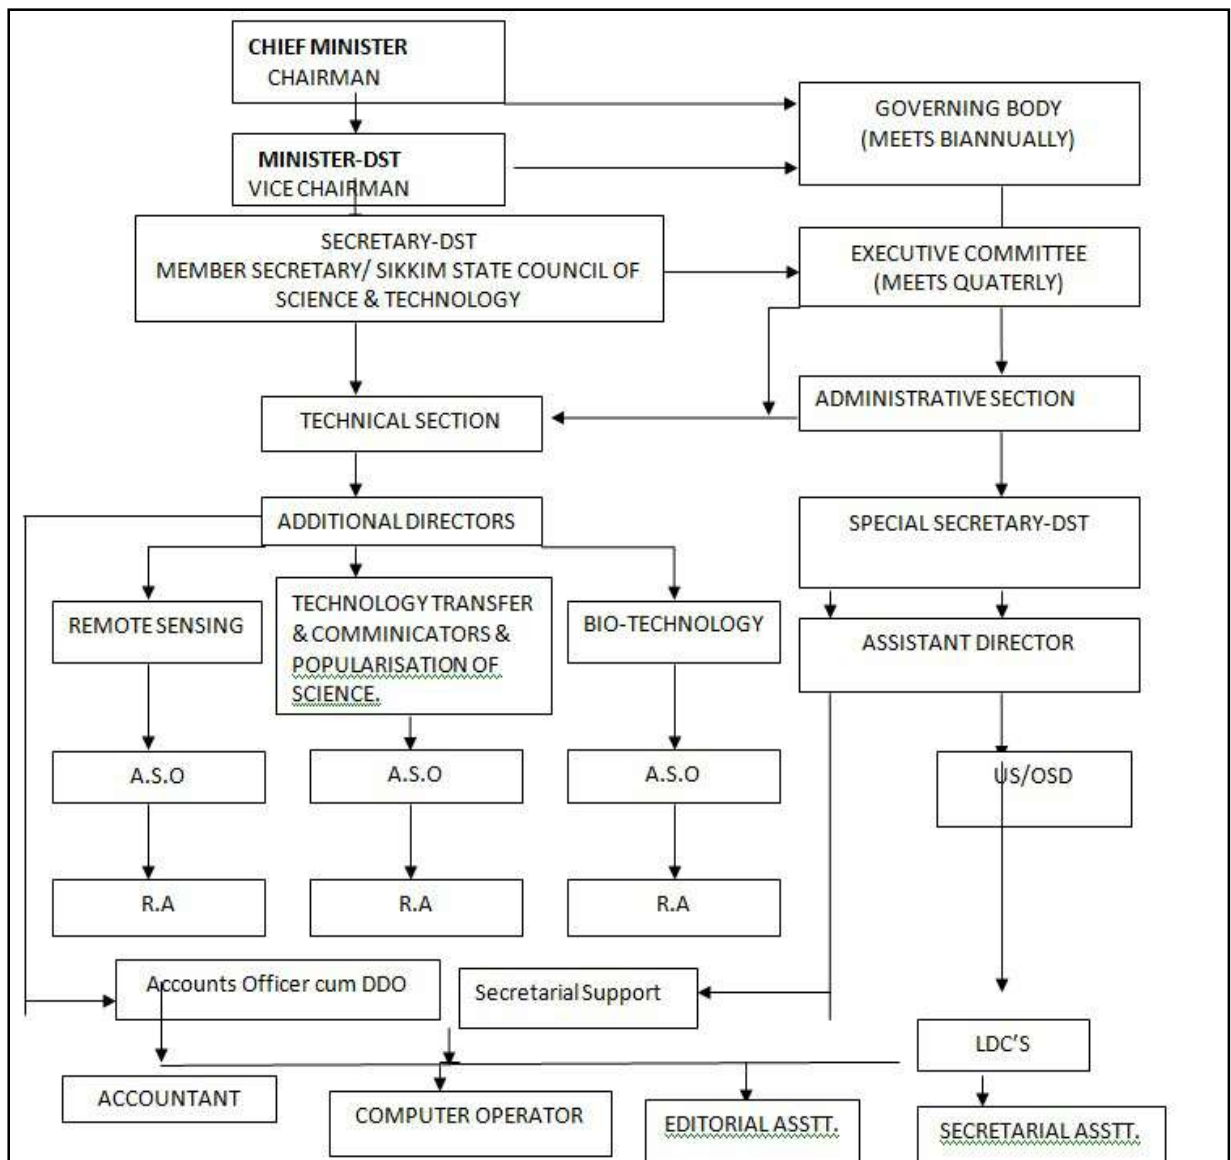 CHIEF MINISTER
CHAIRMAN
GOVERNING BODY
(MEETS BIANNUALLY)
MINISTER-DST
VICE CHAIRMAN
SECRETARY-DST
MEMBER SECRETARY/ SIKKIM STATE COUNCIL OF
SCIENCE & TECHNOLOGY
EXECUTIVE COMMITTEE
(MEETS QUATERLY)
TECHNICAL SECTION
ADMINISTRATIVE SECTION
ADDITIONAL DIRECTORS
SPECIAL SECRETARY-DST
REMOTE SENSING
TECHNOLOGY TRANSFER
& COMMINICATORS &
POPULARISATION OF
SCIENCE.
BIO-TECHNOLOGY
ASSISTANT DIRECTOR
A.S.O
A.S.O
A.S.O
US/OSD
R.A
R.A
R.A
Accounts Officer cum DDO
Secretarial Support
LDC'S
ACCOUNTANT
COMPUTER OPERATOR
EDITORIAL ASSTT.
SECRETARIAL ASSTT.